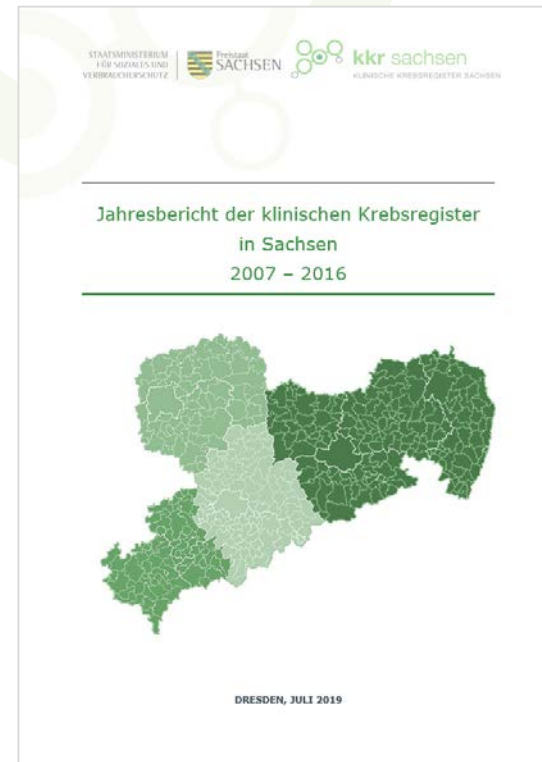 STAATSMINISTERIUM
FÜR SOZIALES UND
VERBRAUCHERSCHUTZ
Freistaat
SACHSEN
kkr sachsen
KLINISCHE KREBSREGISTER SACHSEN
Jahresbericht der klinischen Krebsregister
in Sachsen
2007 – 2016
DRESDEN, JULI 2019